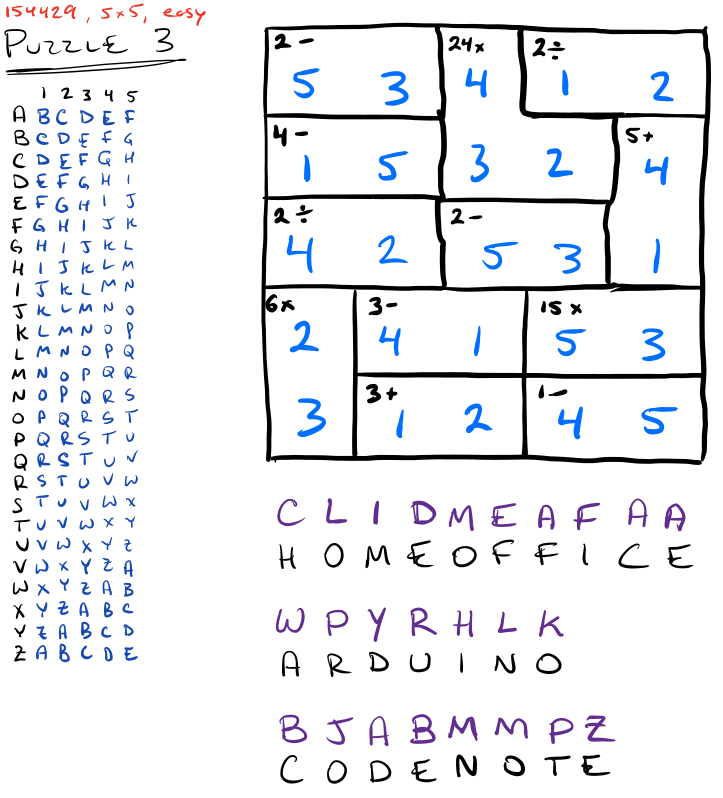 154429, 5x5, easy
PUZZLE 3
1 2 3 4 5
A B C D E F
B C D E F G
C D E F G H
D E F G H I
E F G H I J
F G H I J K
G H I J K L
H I J K L M
I J K L M N
J K L M N O
K L M N O P
L M N O P Q
M N O P Q R
N O P Q R S
O P Q R S T
P Q R S T U
Q R S T U V
R S T U V W
S T U V W X
T U V W X Y
U V W X Y Z
V W X Y Z A
W X Y Z A B
X Y Z A B C
Y Z A B C D
Z A B C D E
2- 24x 2÷
5 3 4 1 2
4- 5+
1 5 3 2 4
2÷ 2-
4 2 5 3 1
6x 3- 15x
2 4 1 5 3
3+ 1-
3 1 2 4 5
C L I D M E A F A A
H O M E O F F I C E
W P Y R H L K
A R D U I N O
B J A B M M P Z
C O D E N O T E